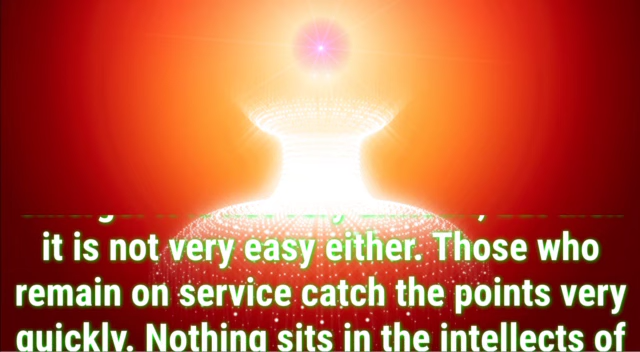 it is not very easy either. Those who
remain on service catch the points very
quickly. Nothing sits in the intellects of